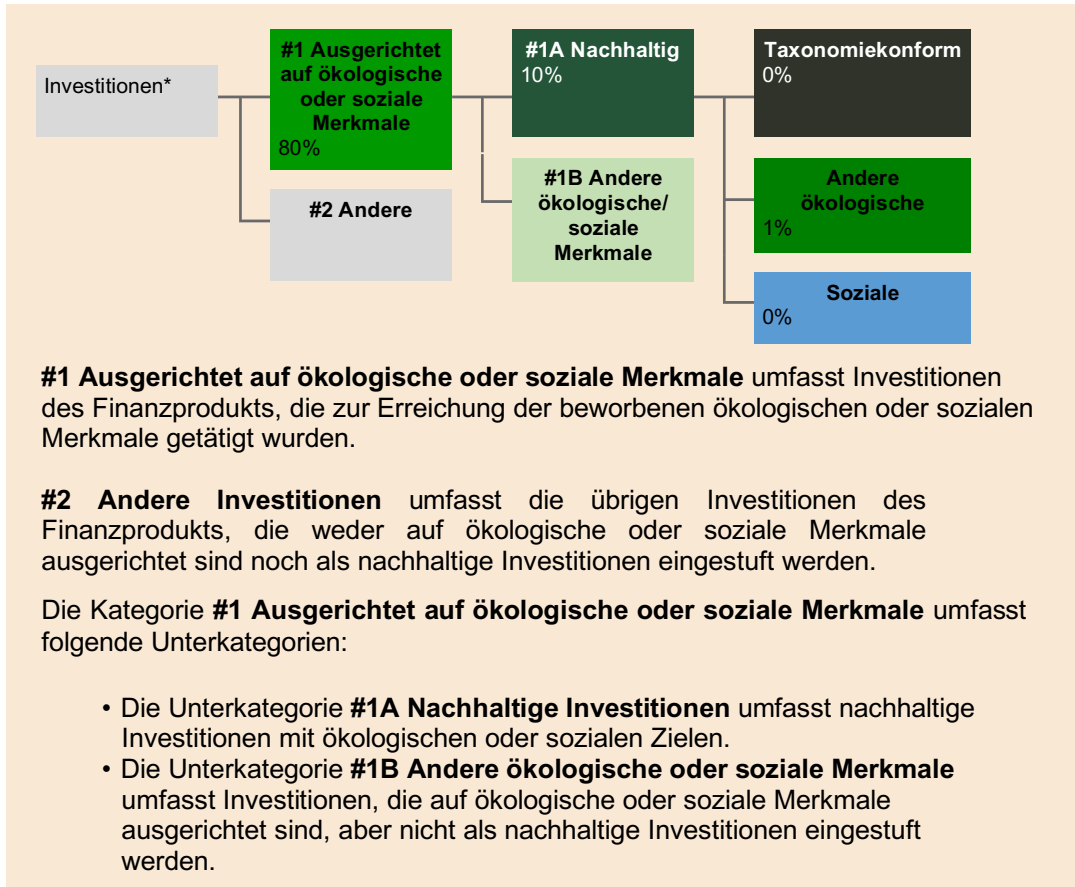 Investitionen*
#1 Ausgerichtet
auf ökologische
oder soziale
Merkmale
80%
#2 Andere
#1A Nachhaltig
10%
#1B Andere
ökologische/
soziale
Merkmale
Taxonomiekonform
0%
Andere
ökologische
1%
Soziale
0%
#1 Ausgerichtet auf ökologische oder soziale Merkmale umfasst Investitionen
des Finanzprodukts, die zur Erreichung der beworbenen ökologischen oder sozialen
Merkmale getätigt wurden.
#2 Andere Investitionen umfasst die übrigen Investitionen des
Finanzprodukts, die weder auf ökologische oder soziale Merkmale
ausgerichtet sind noch als nachhaltige Investitionen eingestuft werden.
Die Kategorie #1 Ausgerichtet auf ökologische oder soziale Merkmale umfasst
folgende Unterkategorien:
• Die Unterkategorie #1A Nachhaltige Investitionen umfasst nachhaltige
Investitionen mit ökologischen oder sozialen Zielen.
• Die Unterkategorie #1B Andere ökologische oder soziale Merkmale
umfasst Investitionen, die auf ökologische oder soziale Merkmale
ausgerichtet sind, aber nicht als nachhaltige Investitionen eingestuft
werden.